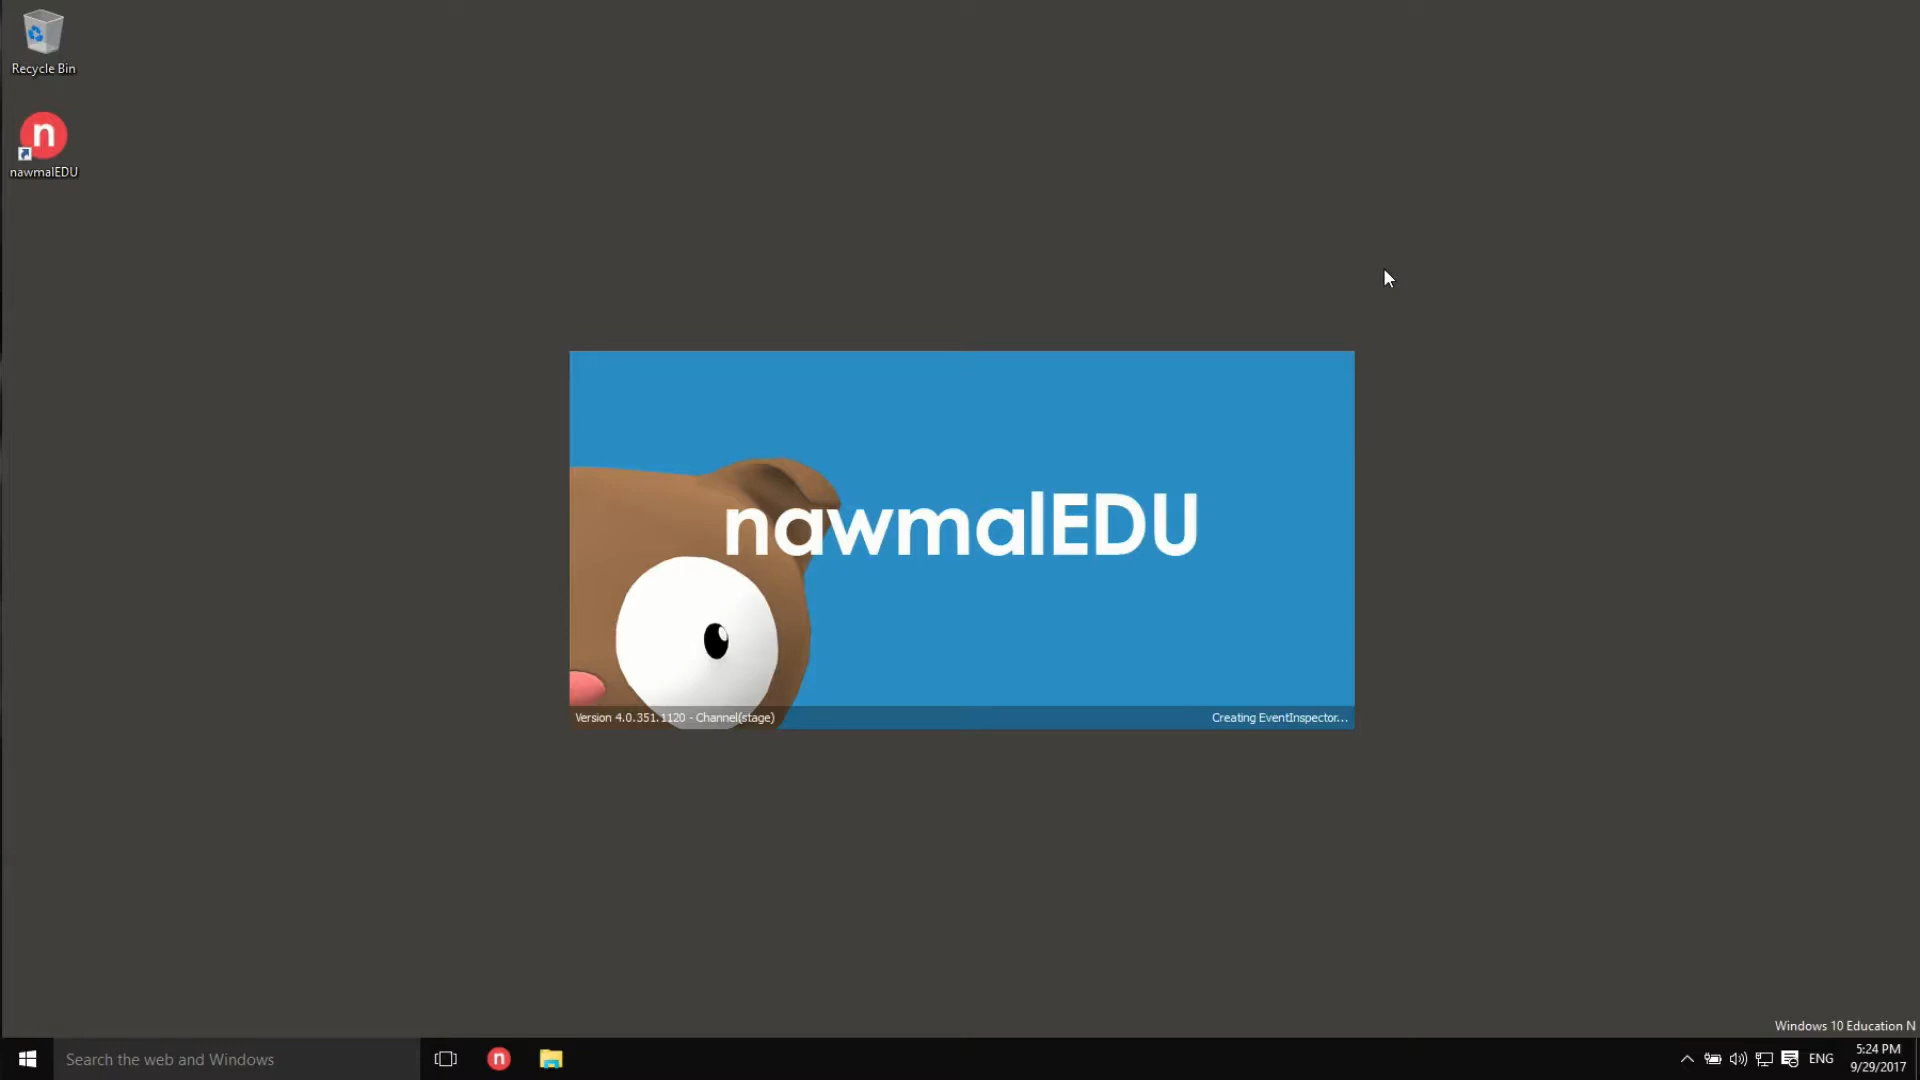 Recycle Bin
n
nawmalEDU
nawmalEDU
Version 4.0.351.1120 - Channel(stage)
Creating EventInspector...
Windows 10 Education N
Search the web and Windows
n
ENG
5:24 PM
9/29/2017